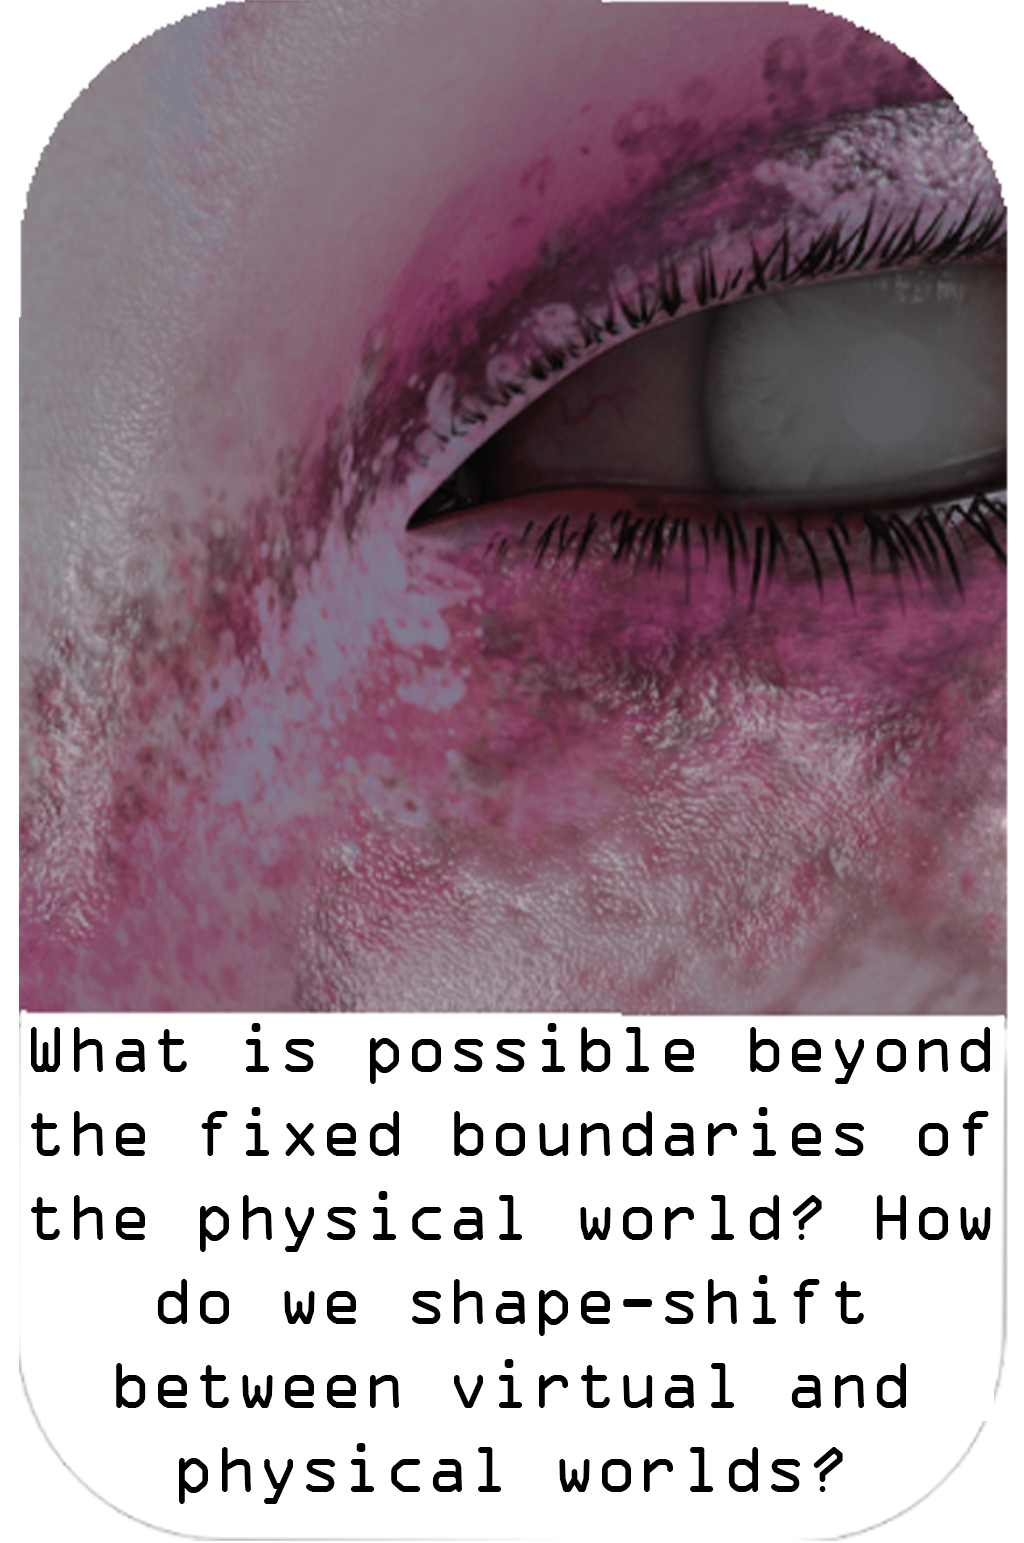 What is possible beyond
the fixed boundaries of
the physical world? How
do we shape-shift
between virtual and
physical worlds?